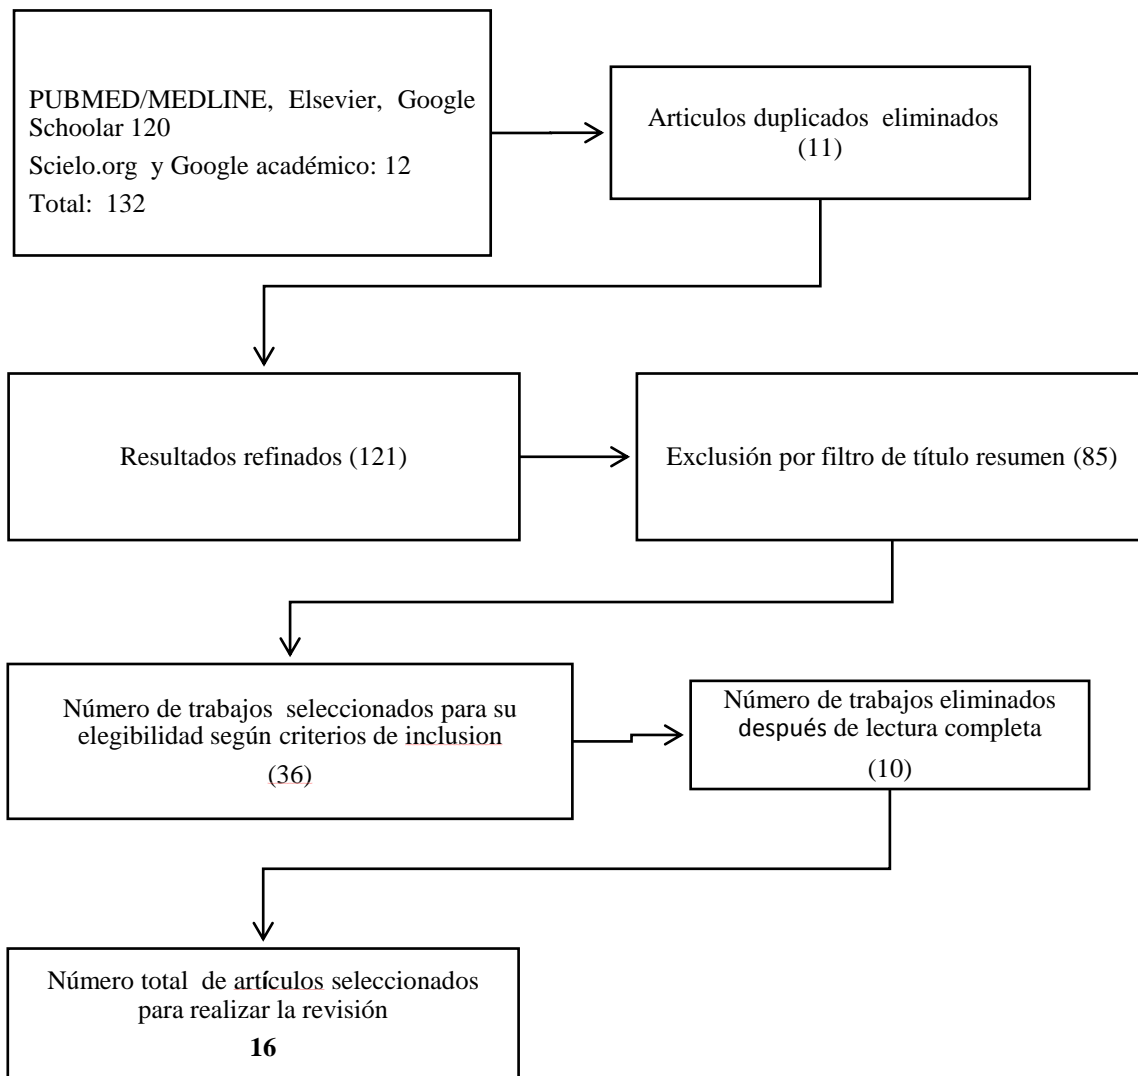 PUBMED/MEDLINE, Elsevier, Google
Schoolar 120
Scielo.org y Google académico: 12
Total: 132
Articulos duplicados eliminados
(11)
Resultados refinados (121)
Exclusión por filtro de título resumen (85)
Número de trabajos seleccionados para su
elegibilidad según criterios de inclusion
(36)
Número de trabajos eliminados
después de lectura completa
(10)
Número total de artículos seleccionados
para realizar la revisión
16